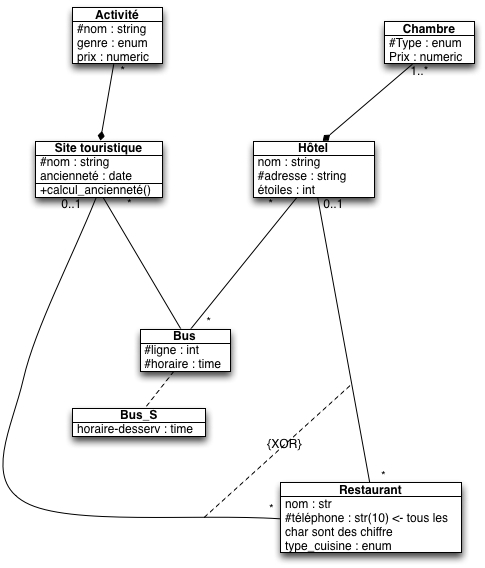 Activité
#nom : string
genre : enum
prix : numeric
*
Chambre
#Type : enum
Prix : numeric
1..*
Site touristique
#nom : string
ancienneté : date
+calcul_ancienneté()
0..1
*
Hôtel
nom : string
#adresse : string
étoiles : int
*
0..1
*
Bus
#ligne : int
#horaire : time
Bus_S
horaire-desserv : time
{XOR}
*
*
Restaurant
nom : str
#téléphone : str(10) <- tous les
char sont des chiffre
type_cuisine : enum